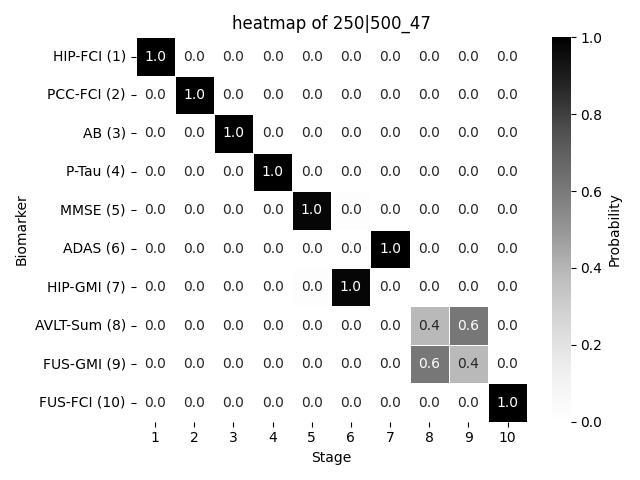 heatmap of 250|500_47
HIP-FCI (1) 1.0 0.0 0.0 0.0 0.0 0.0 0.0 0.0 0.0 0.0
PCC-FCI (2) 0.0 1.0 0.0 0.0 0.0 0.0 0.0 0.0 0.0 0.0
AB (3) 0.0 0.0 1.0 0.0 0.0 0.0 0.0 0.0 0.0 0.0
P-Tau (4) 0.0 0.0 0.0 1.0 0.0 0.0 0.0 0.0 0.0 0.0
MMSE (5) 0.0 0.0 0.0 0.0 1.0 0.0 0.0 0.0 0.0 0.0
ADAS (6) 0.0 0.0 0.0 0.0 0.0 0.0 1.0 0.0 0.0 0.0
HIP-GMI (7) 0.0 0.0 0.0 0.0 0.0 1.0 0.0 0.0 0.0 0.0
AVLT-Sum (8) 0.0 0.0 0.0 0.0 0.0 0.0 0.0 0.4 0.6 0.0
FUS-GMI (9) 0.0 0.0 0.0 0.0 0.0 0.0 0.0 0.6 0.4 0.0
FUS-FCI (10) 0.0 0.0 0.0 0.0 0.0 0.0 0.0 0.0 0.0 1.0
1 2 3 4 5 6 7 8 9 10
Stage
Biomarker
1.0
0.8
0.6
0.4
0.2
0.0
Probability